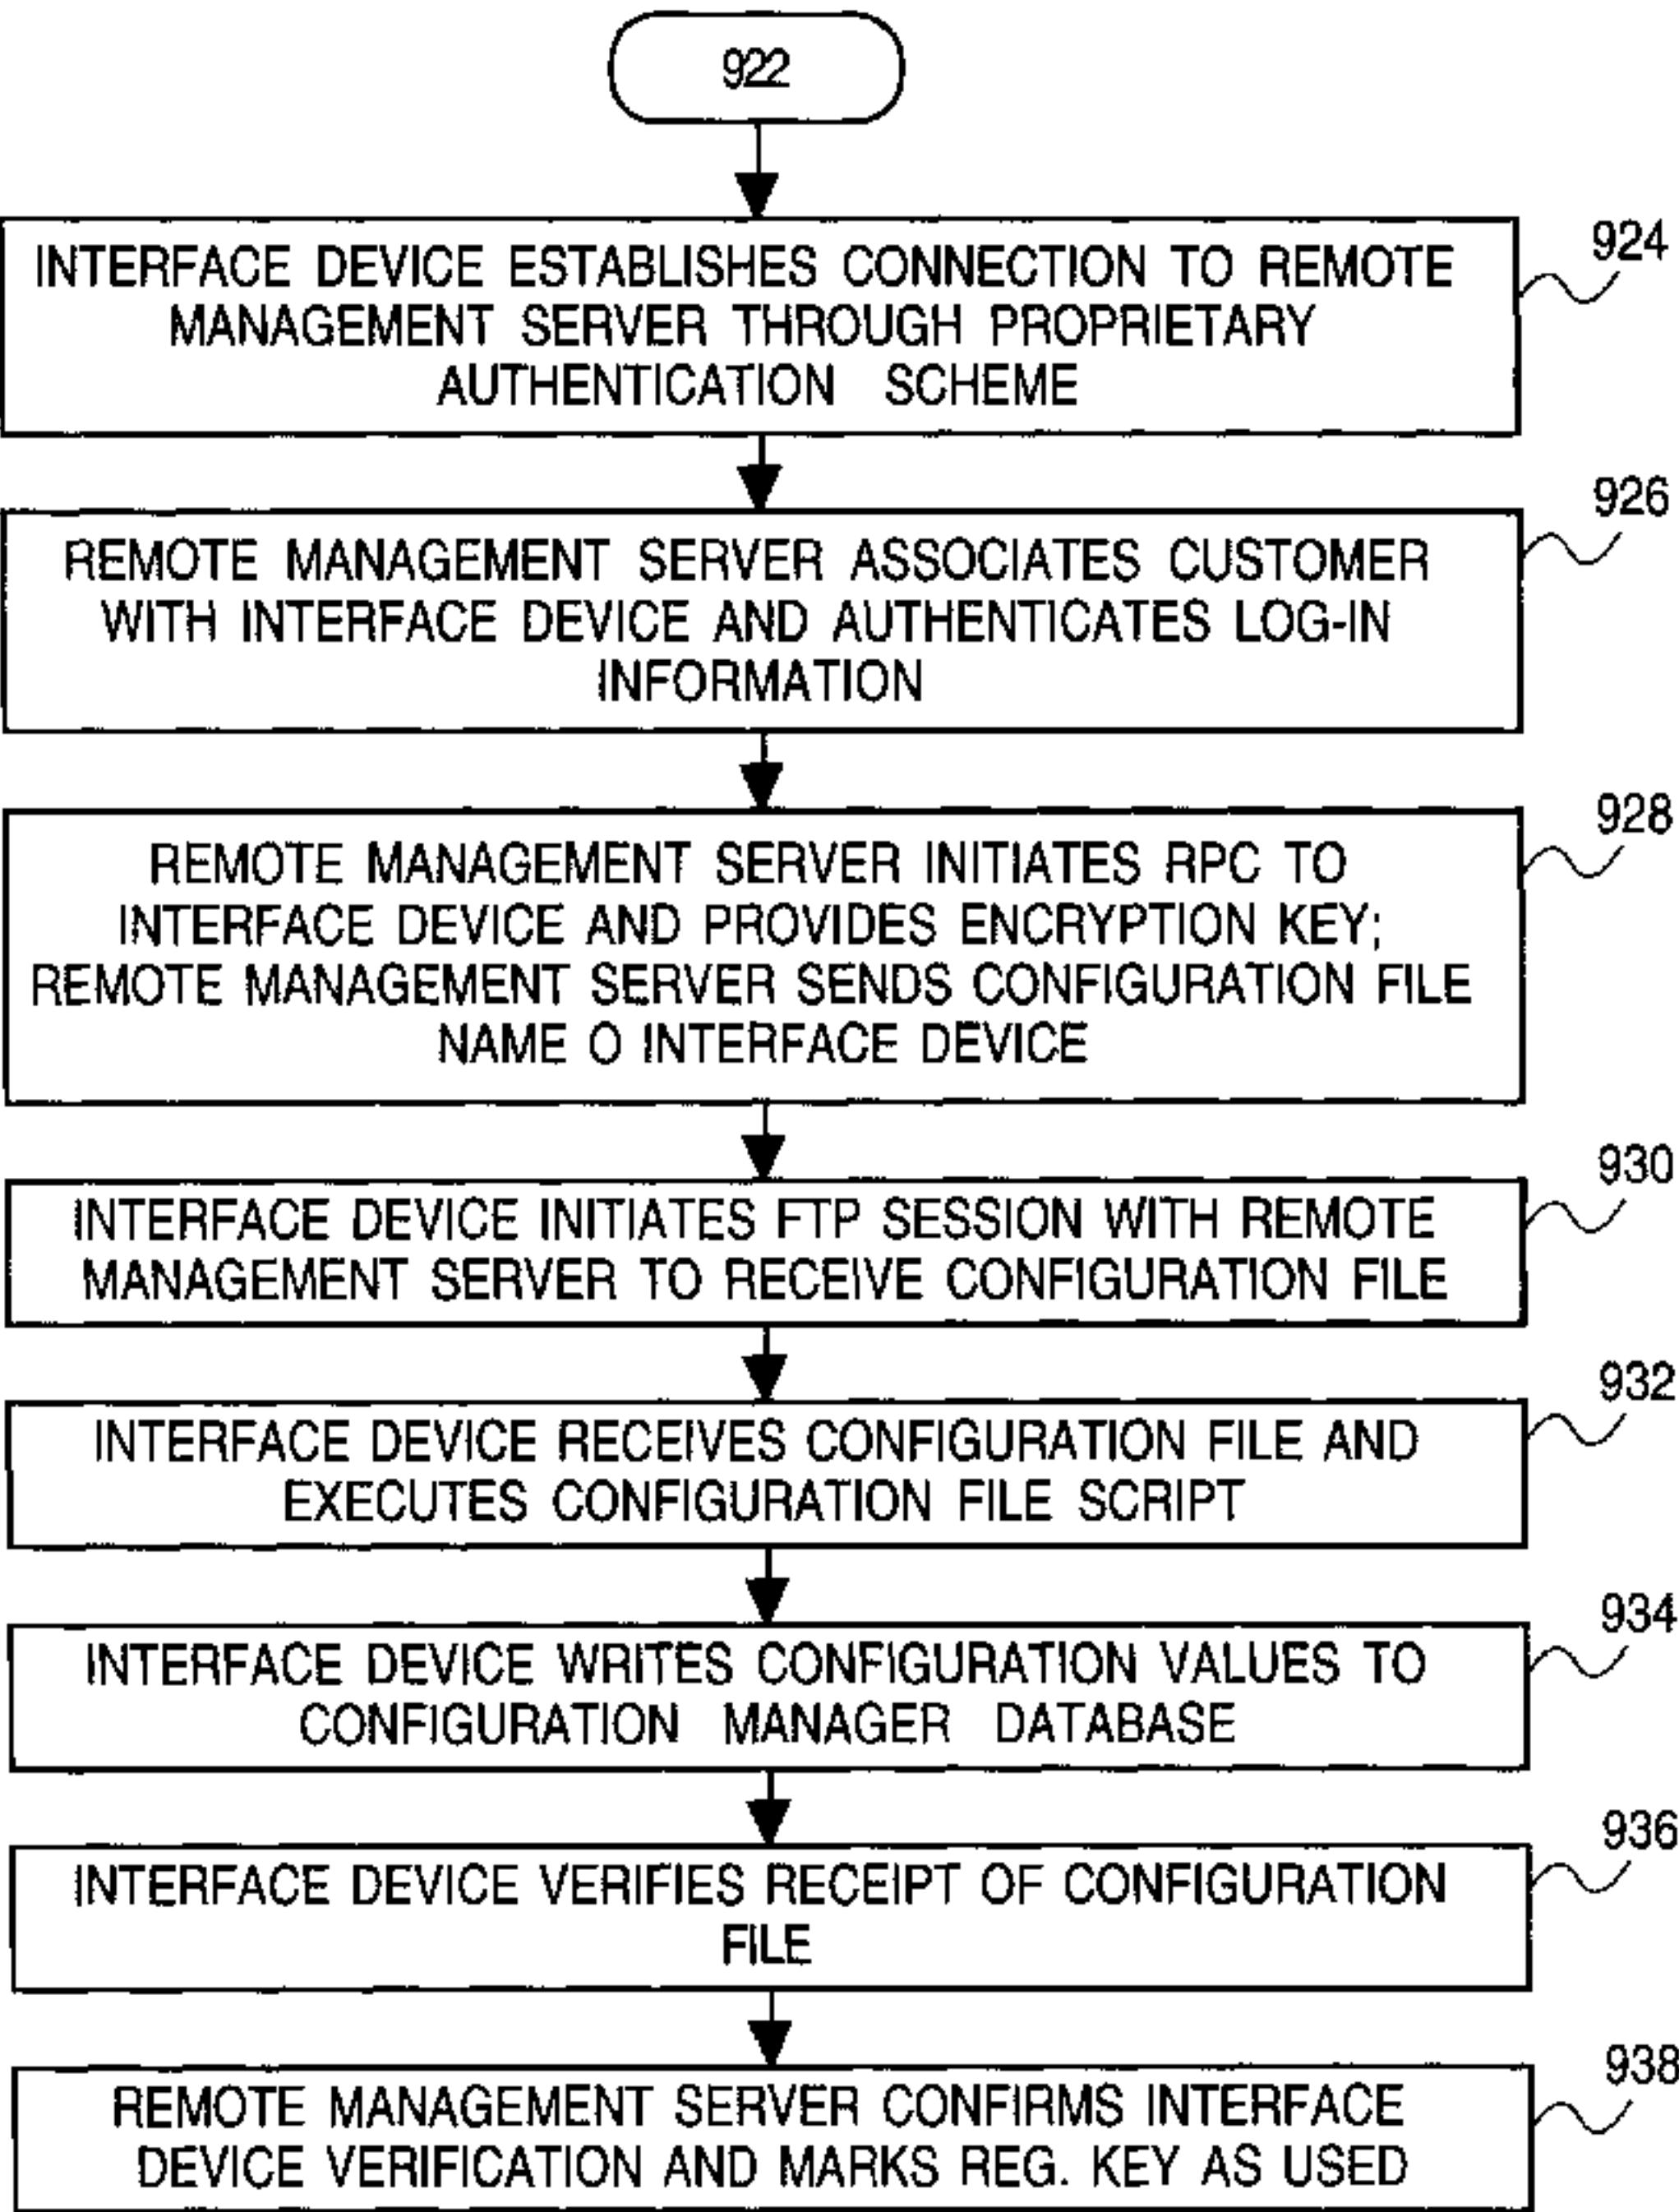 922
924
INTERFACE DEVICE ESTABLISHES CONNECTION TO REMOTE
MANAGEMENT SERVER THROUGH PROPRIETARY
AUTHENTICATION SCHEME
926
REMOTE MANAGEMENT SERVER ASSOCIATES CUSTOMER
WITH INTERFACE DEVICE AND AUTHENTICATES LOG-IN
INFORMATION
928
REMOTE MANAGEMENT SERVER INITIATES RPC TO
INTERFACE DEVICE AND PROVIDES ENCRYPTION KEY;
REMOTE MANAGEMENT SERVER SENDS CONFIGURATION FILE
NAME O INTERFACE DEVICE
930
INTERFACE DEVICE INITIATES FTP SESSION WITH REMOTE
MANAGEMENT SERVER TO RECEIVE CONFIGURATION FILE
932
INTERFACE DEVICE RECEIVES CONFIGURATION FILE AND
EXECUTES CONFIGURATION FILE SCRIPT
934
INTERFACE DEVICE WRITES CONFIGURATION VALUES TO
CONFIGURATION MANAGER DATABASE
936
INTERFACE DEVICE VERIFIES RECEIPT OF CONFIGURATION
FILE
938
REMOTE MANAGEMENT SERVER CONFIRMS INTERFACE
DEVICE VERIFICATION AND MARKS REG. KEY AS USED